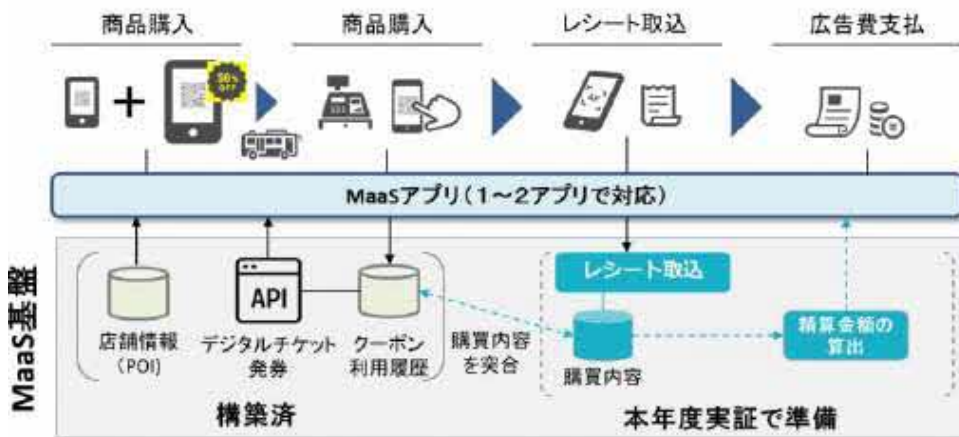 商品購入
商品購入
レシート取込
広告費支払
50%
OFF
MaaSアプリ(1～2アプリで対応)
MaaS基盤
店舗情報
(POI)
API
デジタルチケット
発券
クーポン
利用履歴
購買内容
を突合
レシート取込
購買内容
精算金額の
算出
構築済
本年度実証で準備